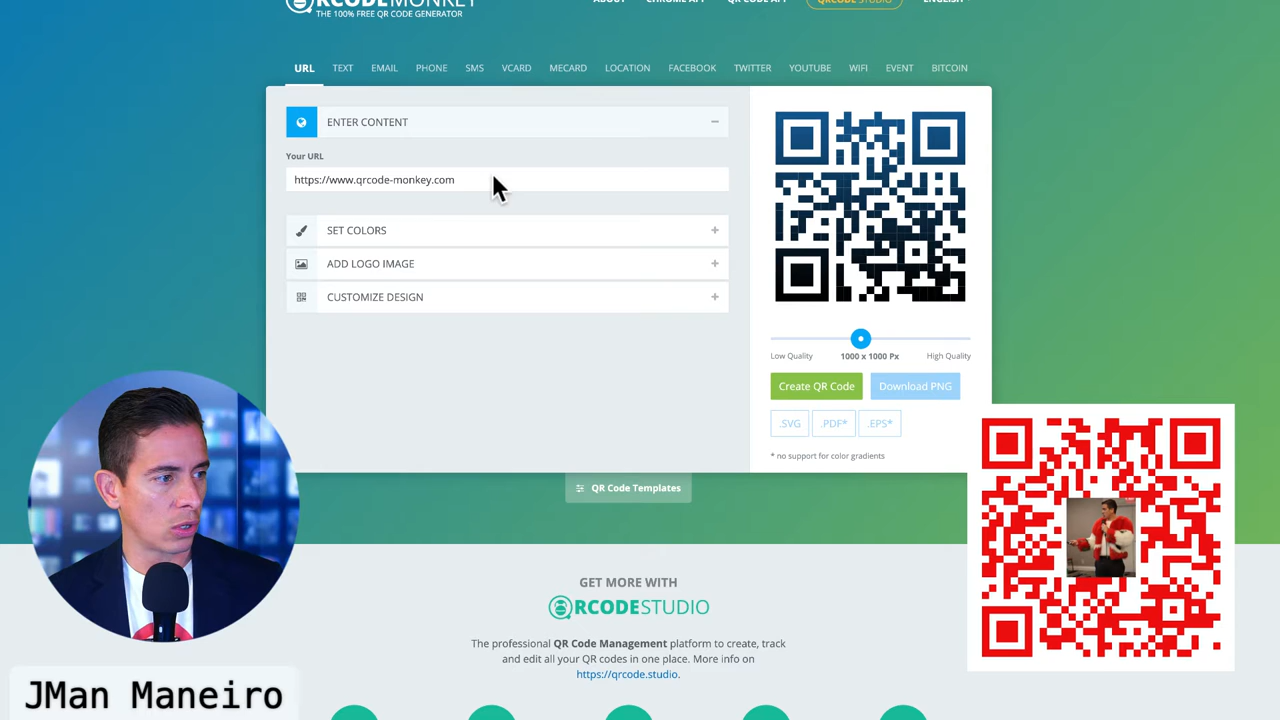 RCODEMONKEY
THE 100% FREE QR CODE GENERATOR
ABOUT CHROME API QR CODE API QRCODE STUDIO ENGLISH
URL TEXT EMAIL PHONE SMS VCARD MECARD LOCATION FACEBOOK TWITTER YOUTUBE WIFI EVENT BITCOIN
ENTER CONTENT
Your URL
https://www.qrcode-monkey.com
SET COLORS
ADD LOGO IMAGE
CUSTOMIZE DESIGN
Low Quality 1000 x 1000 Px High Quality
Create QR Code Download PNG
.SVG .PDF* .EPS*
* no support for color gradients
QR Code Templates
GET MORE WITH
QRCODESTUDIO
The professional QR Code Management platform to create, track
and edit all your QR codes in one place. More info on
https://qrcode.studio.
JMan Maneiro